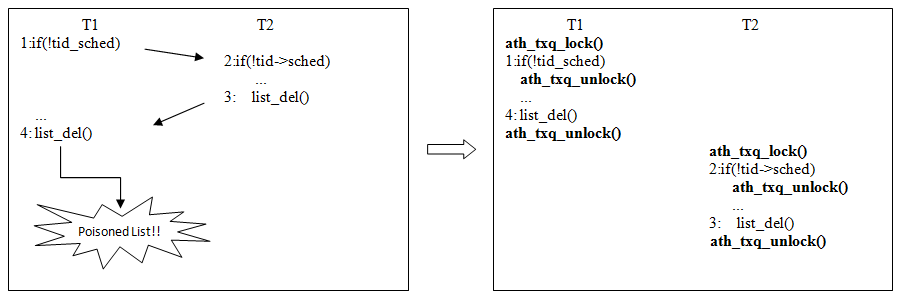 T1 T2
1:if(!tid_sched)
2:if(!tid->sched)
...
3: list_del()
...
4: list_del()
Poisoned List!!
T1 T2
ath_txq_lock()
1:if(!tid_sched)
ath_txq_unlock()
...
4: list_del()
ath_txq_unlock()
ath_txq_lock()
2:if(!tid->sched)
ath_txq_unlock()
...
3: list_del()
ath_txq_unlock()